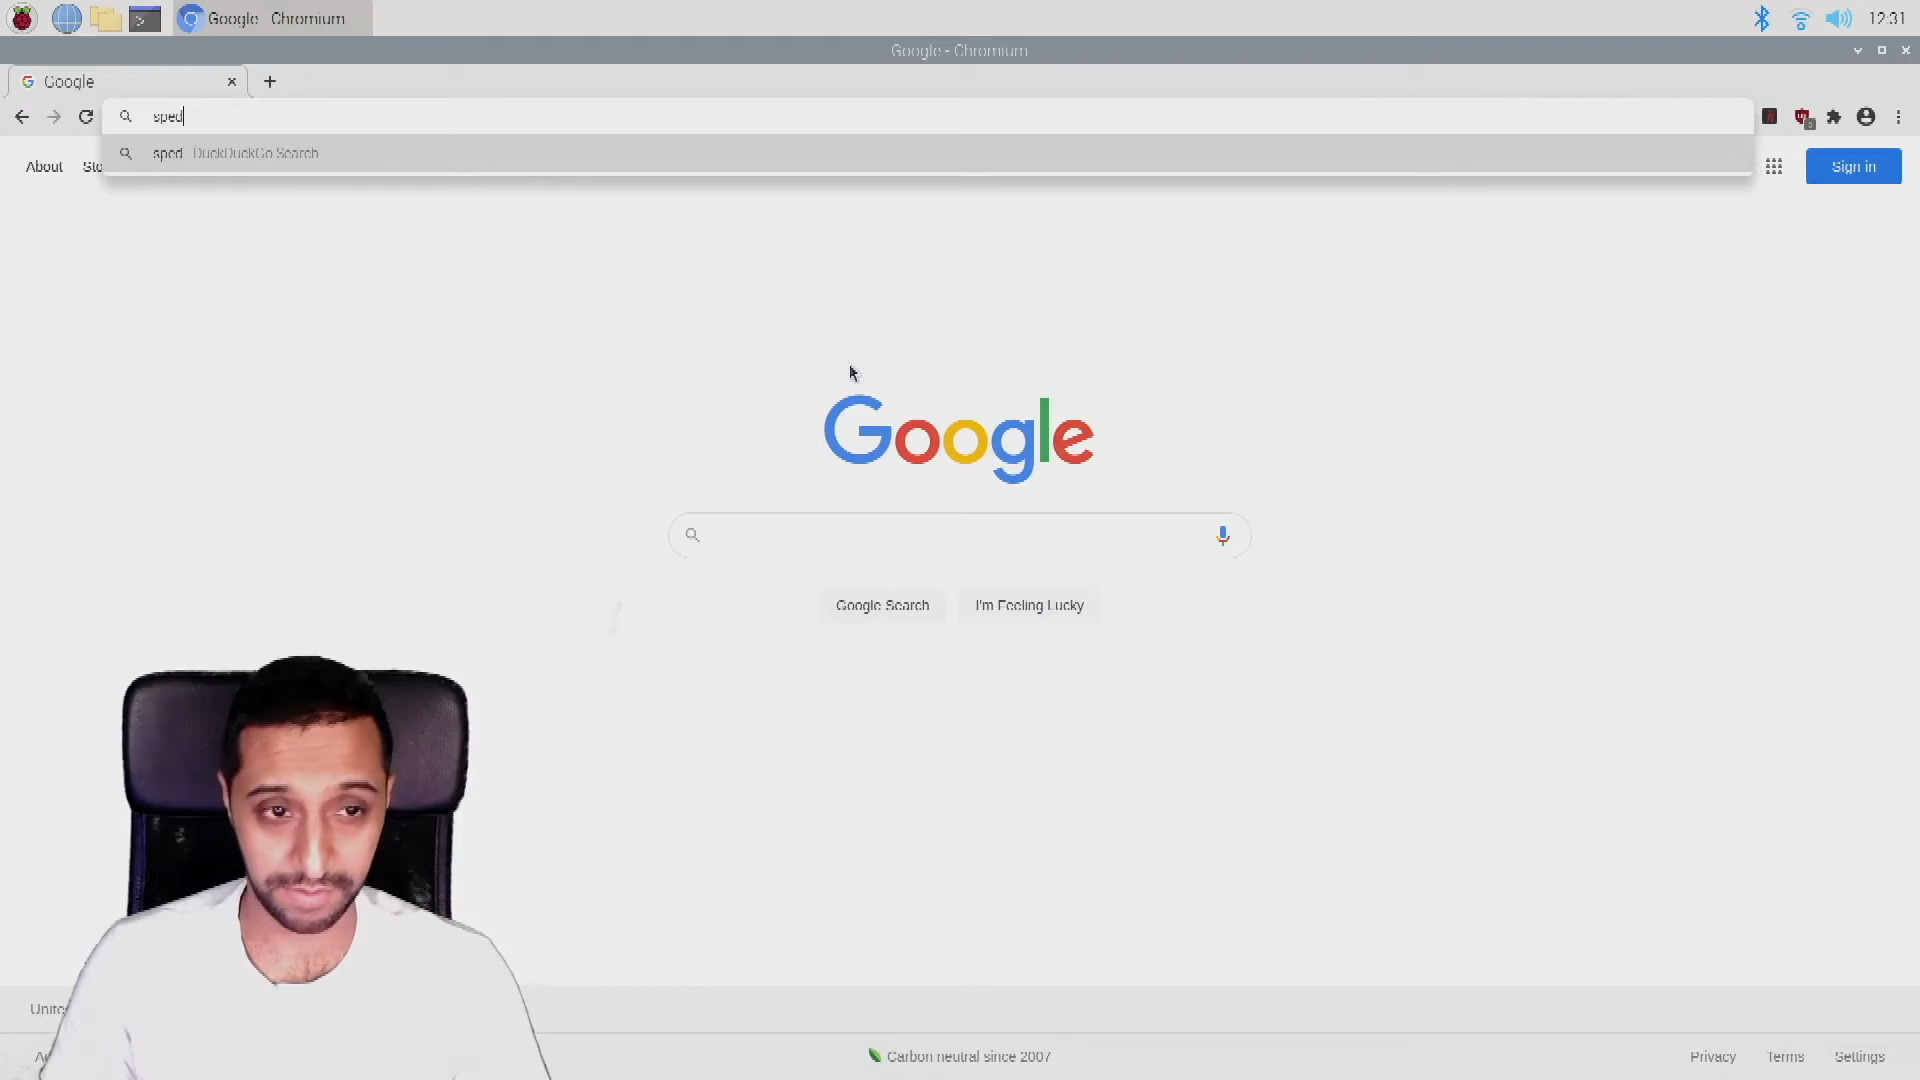 Google - Chromium
12:31
Google - Chromium
Google
sped
sped DuckDuckGo Search
About
Sign in
Google
Google Search
I'm Feeling Lucky
Carbon neutral since 2007
Privacy
Terms
Settings